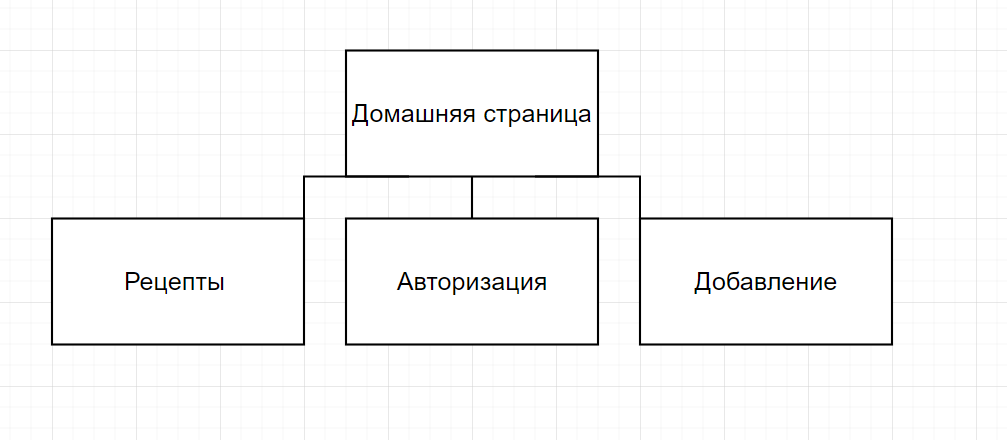 Домашняя страница
Рецепты
Авторизация
Добавление